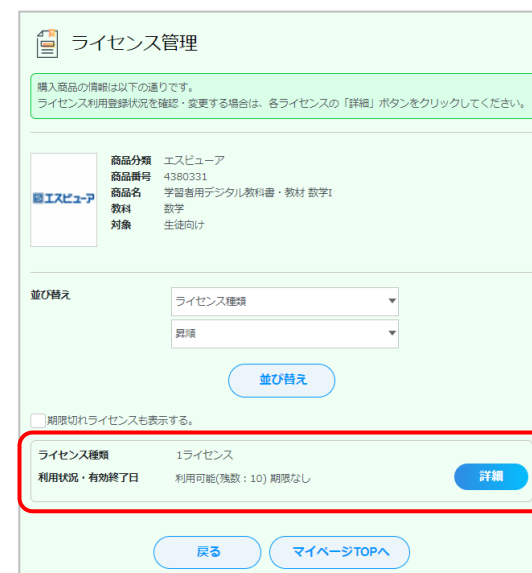 ライセンス管理
購入商品の情報は以下の通りです。
ライセンス利用登録状況を確認・変更する場合は、各ライセンスの「詳細」ボタンをクリックしてください。
エスビューア
商品分類 エスビューア
商品番号 4380331
商品名 学習者用デジタル教科書・教材 数学I
教科 数学
対象 生徒向け
並び替え
ライセンス種類
昇順
並び替え
期限切れライセンスも表示する。
ライセンス種類 1ライセンス
利用状況・有効終了日 利用可能(残数：10) 期限なし
詳細
戻る
マイページTOPへ